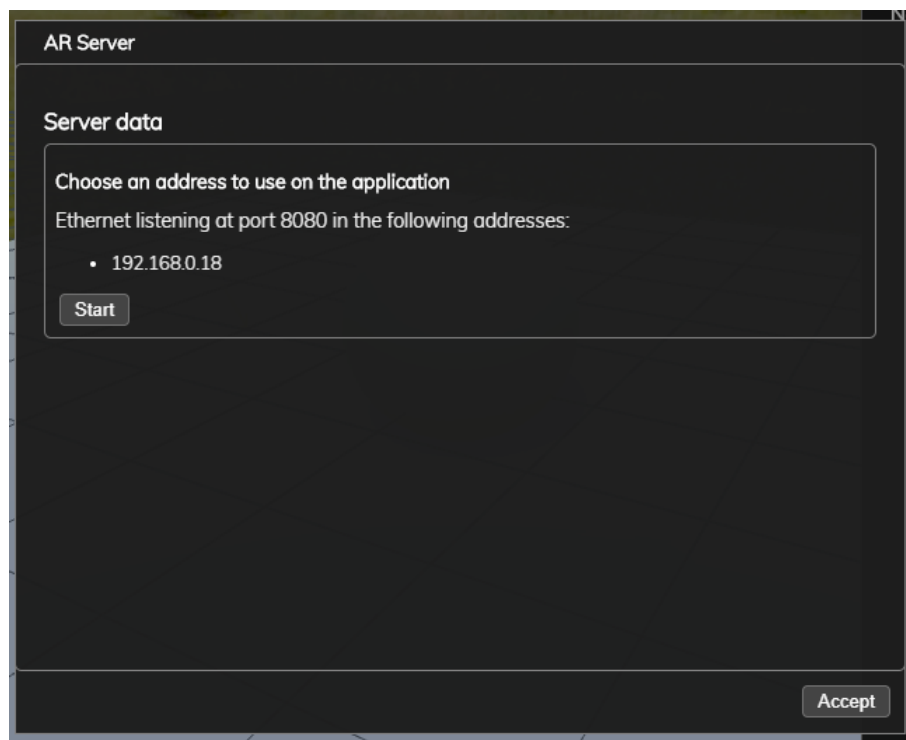 N
AR Server
Server data
Choose an address to use on the application
Ethernet listening at port 8080 in the following addresses:
• 192.168.0.18
Start
Accept